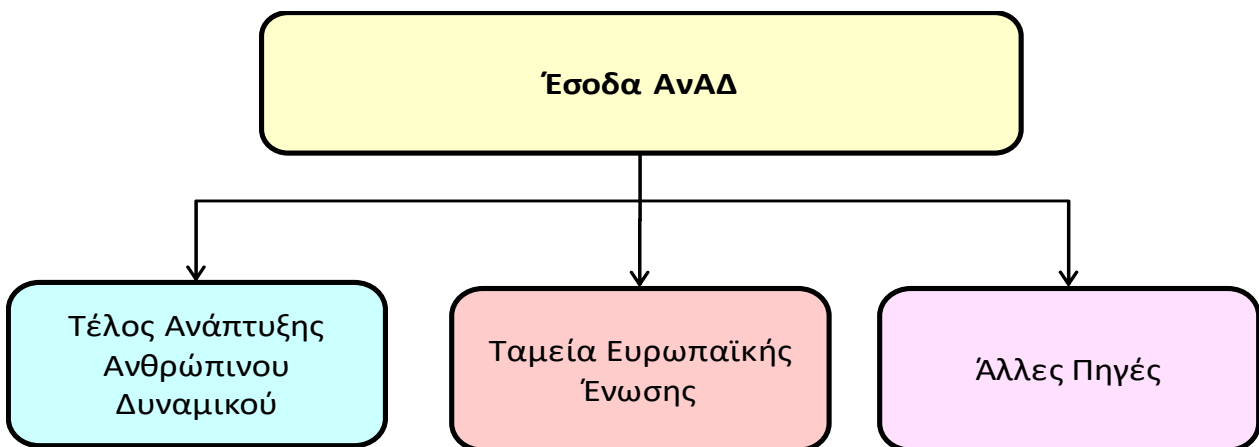 Έσοδα ΑνΑΔ
Τέλος Ανάπτυξης
Ανθρώπινου
Δυναμικού
Ταμεία Ευρωπαϊκής
Ένωσης
Άλλες Πηγές